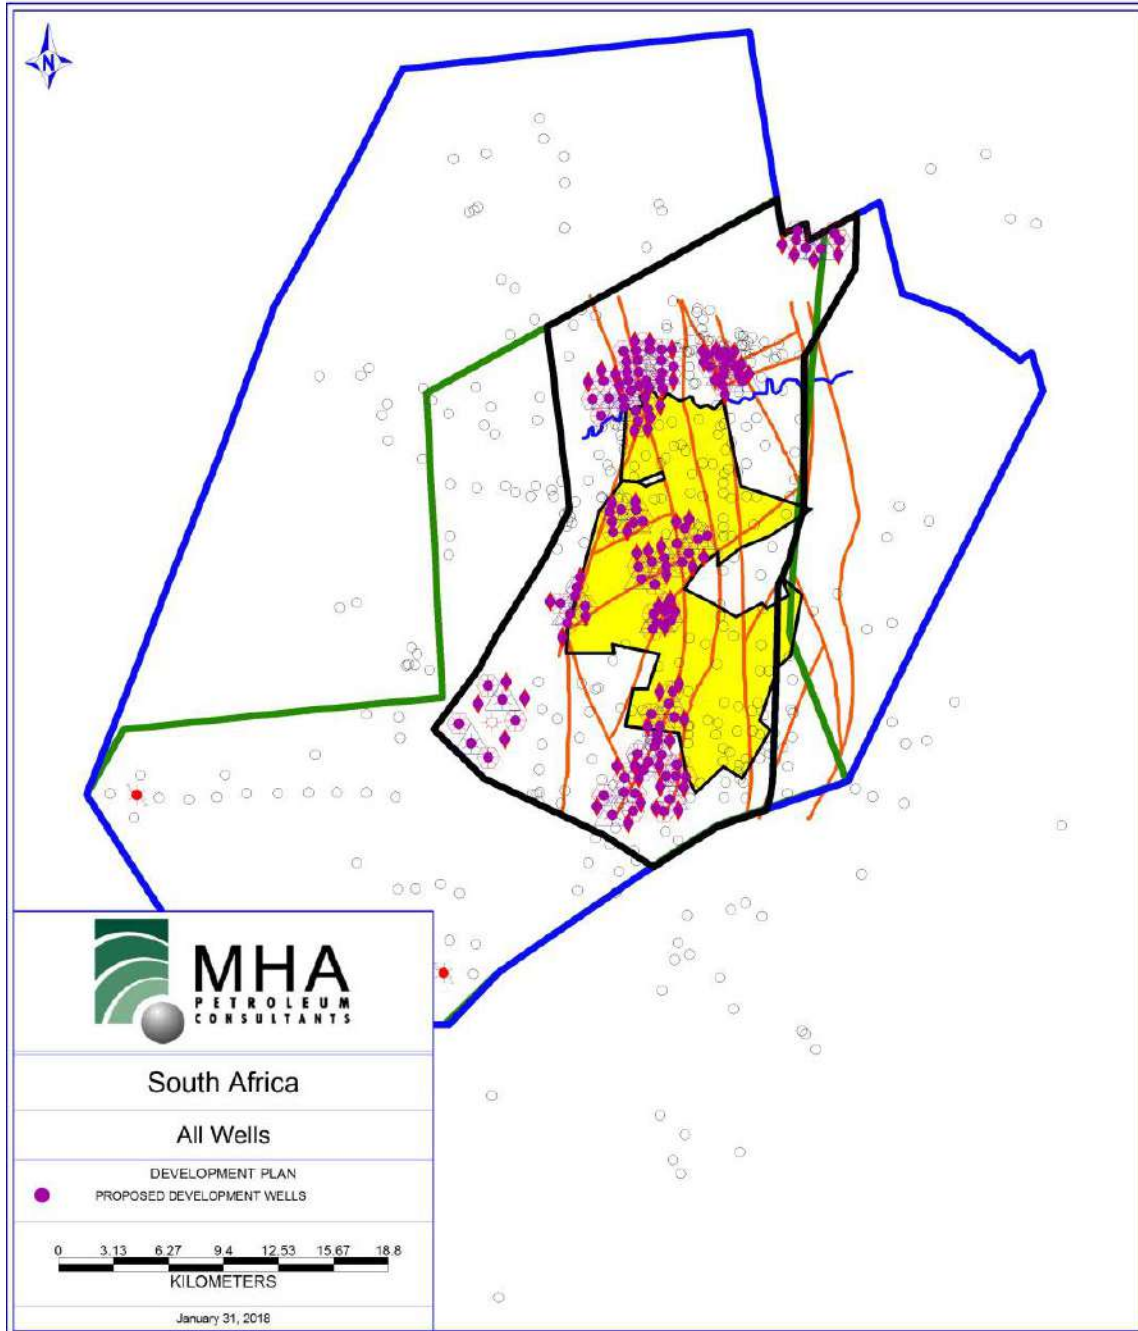 N
MHA
PETROLEUM
CONSULTANTS
South Africa
All Wells
DEVELOPMENT PLAN
PROPOSED DEVELOPMENT WELLS
0 3.13 6.27 9.4 12.53 15.67 18.8
KILOMETERS
January 31, 2018